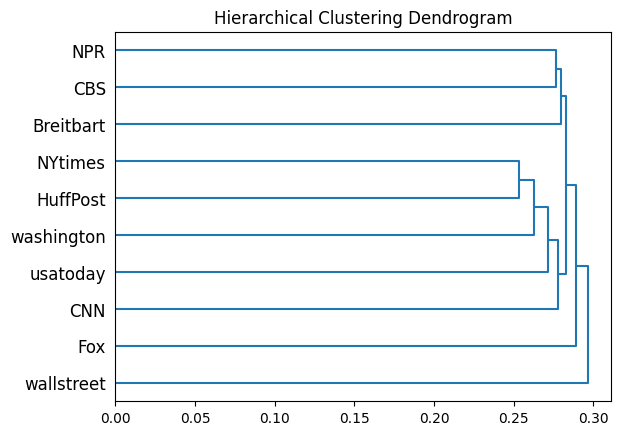 Hierarchical Clustering Dendrogram
NPR
CBS
Breitbart
NYtimes
HuffPost
washington
usatoday
CNN
Fox
wallstreet
0.00 0.05 0.10 0.15 0.20 0.25 0.30